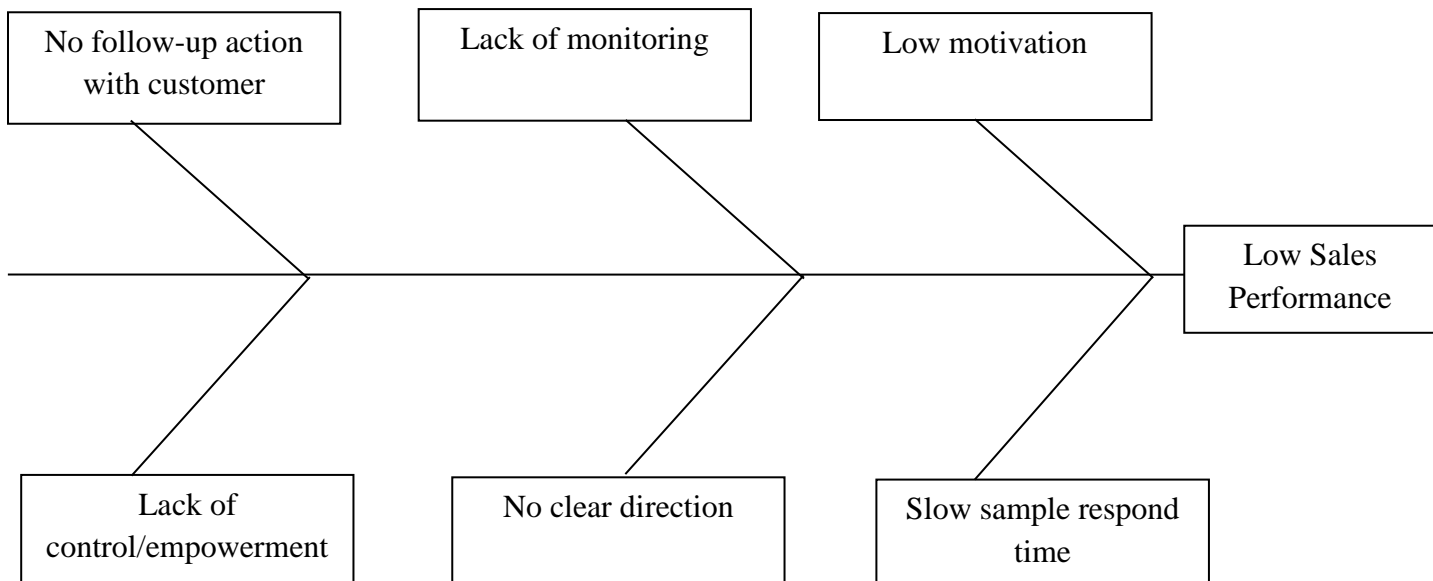 No follow-up action
with customer
Lack of monitoring
Low motivation
Low Sales
Performance
Lack of
control/empowerment
No clear direction
Slow sample respond
time